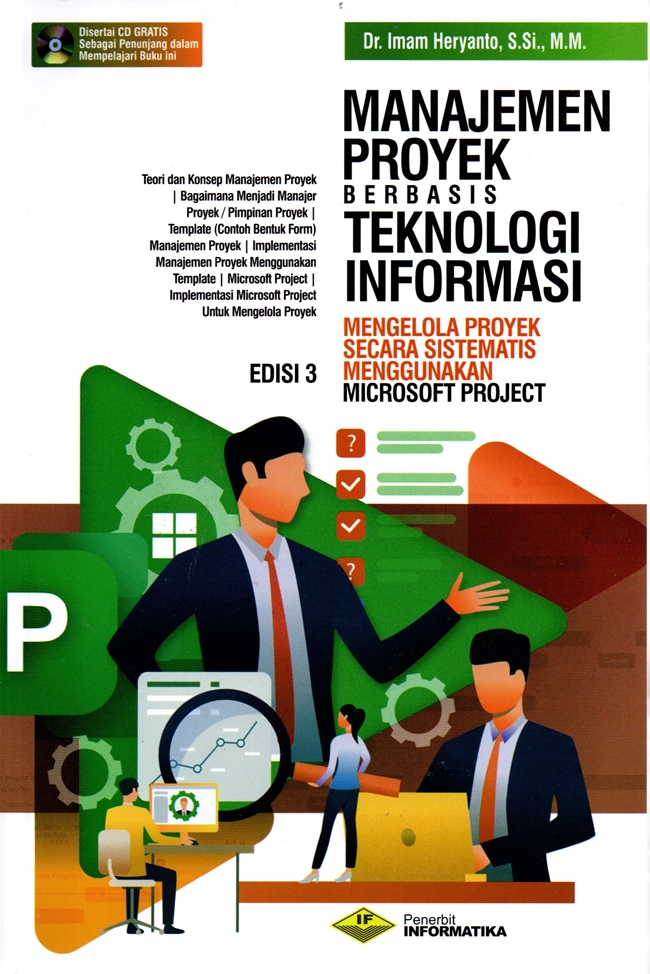 Disertai CD GRATIS
Sebagai Penunjang dalam
Mempelajari Buku ini
Dr. Imam Heryanto, S.Si., M.M.
MANAJEMEN
PROYEK
BERBASIS
TEKNOLOGI
INFORMASI
MENGELOLA PROYEK
SECARA SISTEMATIS
MENGGUNAKAN
MICROSOFT PROJECT
Teori dan Konsep Manajemen Proyek
| Bagaimana Menjadi Manajer
Proyek / Pimpinan Proyek |
Template (Contoh Bentuk Form)
Manajemen Proyek | Implementasi
Manajemen Proyek Menggunakan
Template | Microsoft Project |
Implementasi Microsoft Project
Untuk Mengelola Proyek
EDISI 3
?
?
P
IF
Penerbit
INFORMATIKA